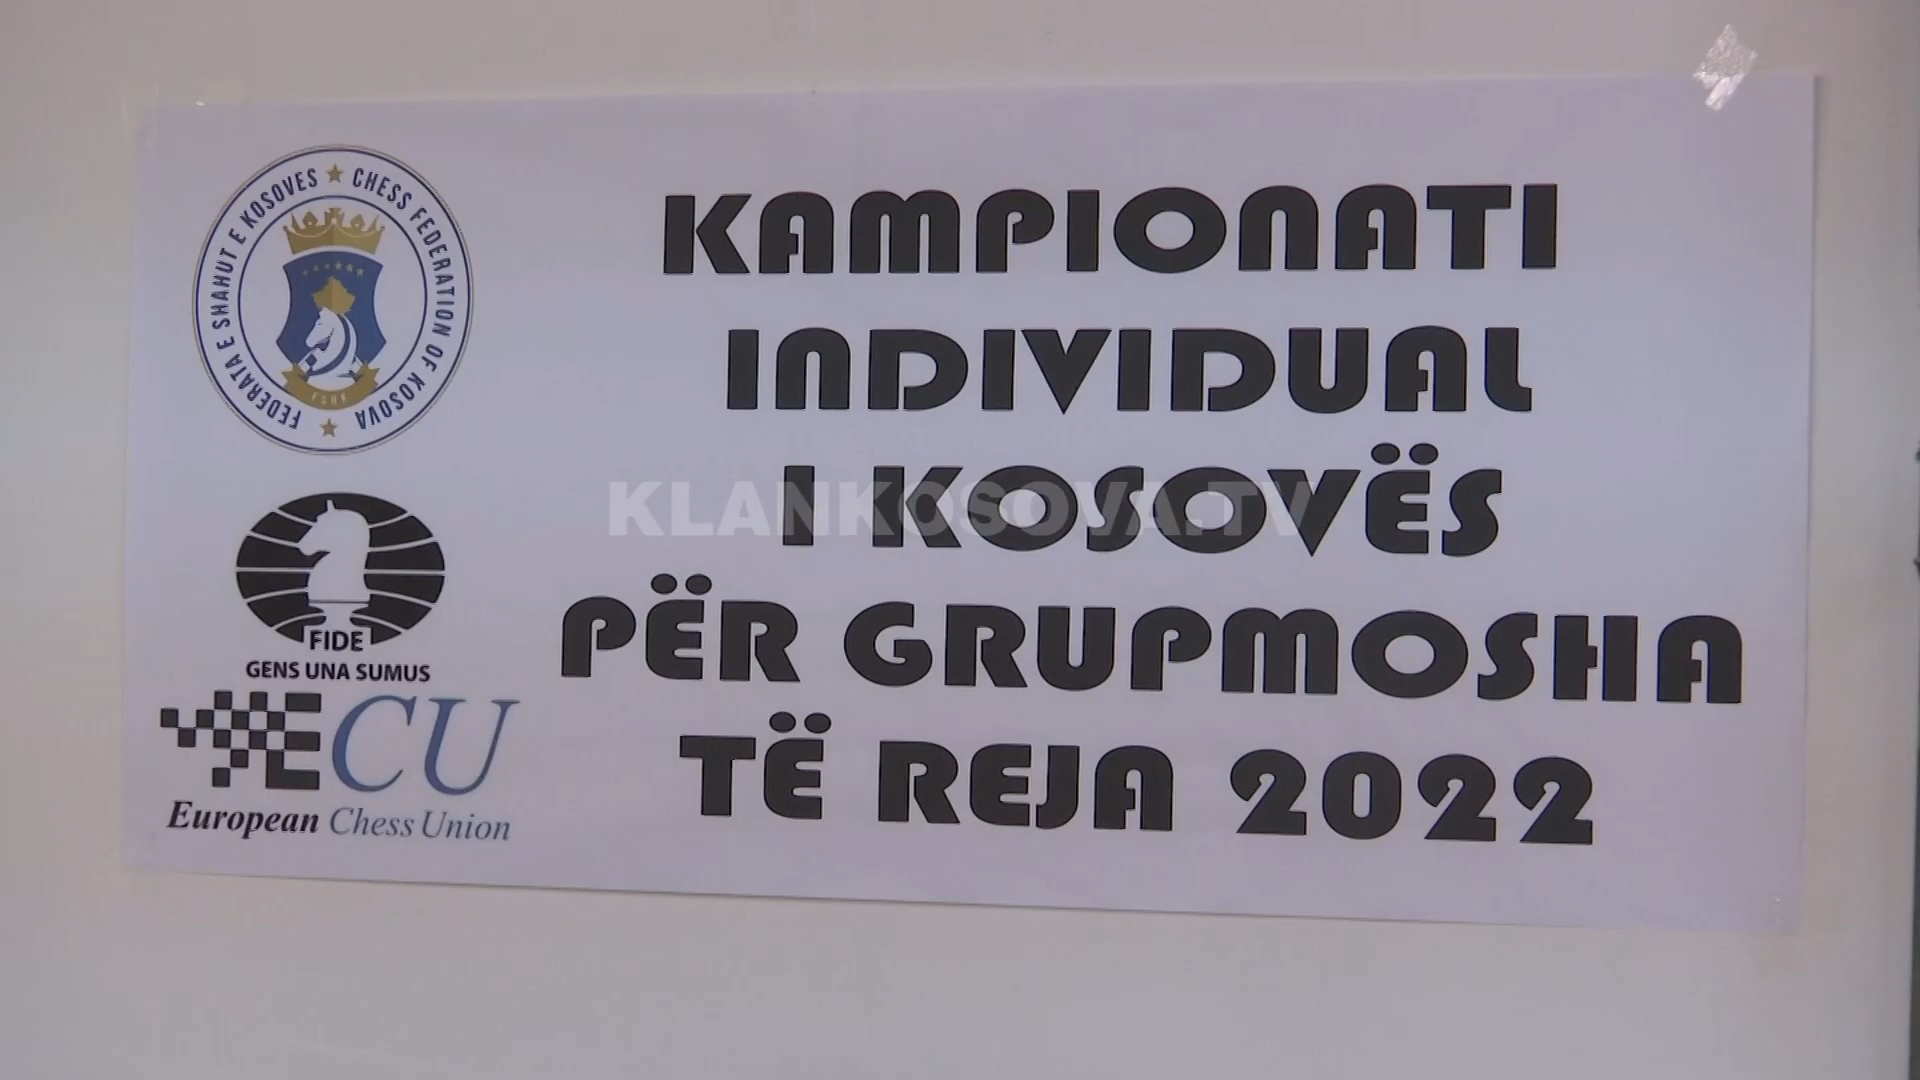 FEDERATA E SHAHUT E KOSOVES ★ CHESS FEDERATION OF KOSOVA ★
FSHK
FIDE
GENS UNA SUMUS
ECU
European Chess Union
KAMPIONATI
INDIVIDUAL
I KOSOVËS
PËR GRUPMOSHA
TË REJA 2022
KLANKOSOVA.TV